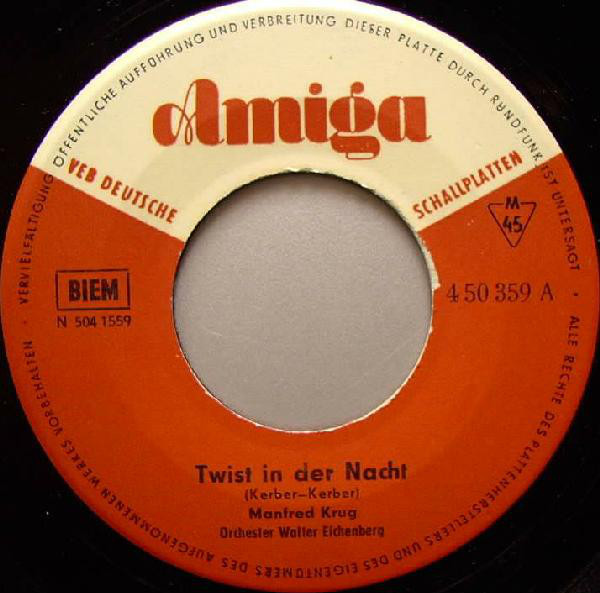 VERVIELFÄLTIGUNG ÖFFENTLICHE AUFFÜHRUNG UND VERBREITUNG DIESER PLATTE DURCH RUNDFUNK IST UNTERSAGT · ALLE RECHTE DES PLATTENHERSTELLERS UND DES EIGENTÜMERS DES AUFGENOMMENEN WERKES VORBEHALTEN ·
Amiga
VEB DEUTSCHE SCHALLPLATTEN
M
45
BIEM
N 504 1559
4 50 359 A
Twist in der Nacht
(Kerber-Kerber)
Manfred Krug
Orchester Walter Eichenberg